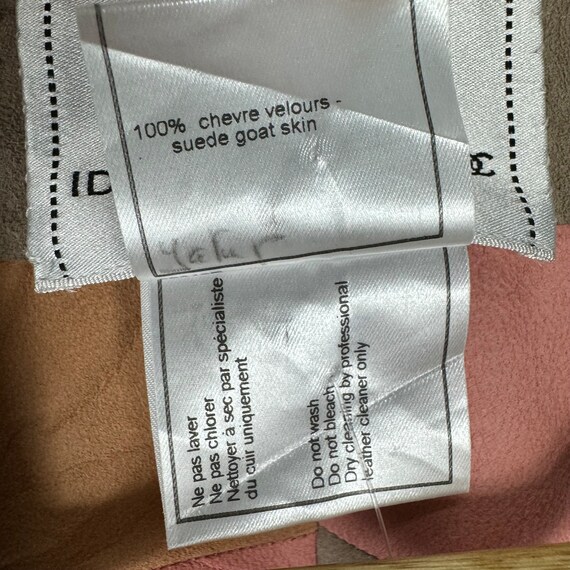 100% chevre velours -
suede goat skin
ID
Ne pas laver
Ne pas chlorer
Nettoyer à sec par spécialiste
du cuir uniquement
Do not wash
Do not bleach
Dry cleaning by professional
leather cleaner only